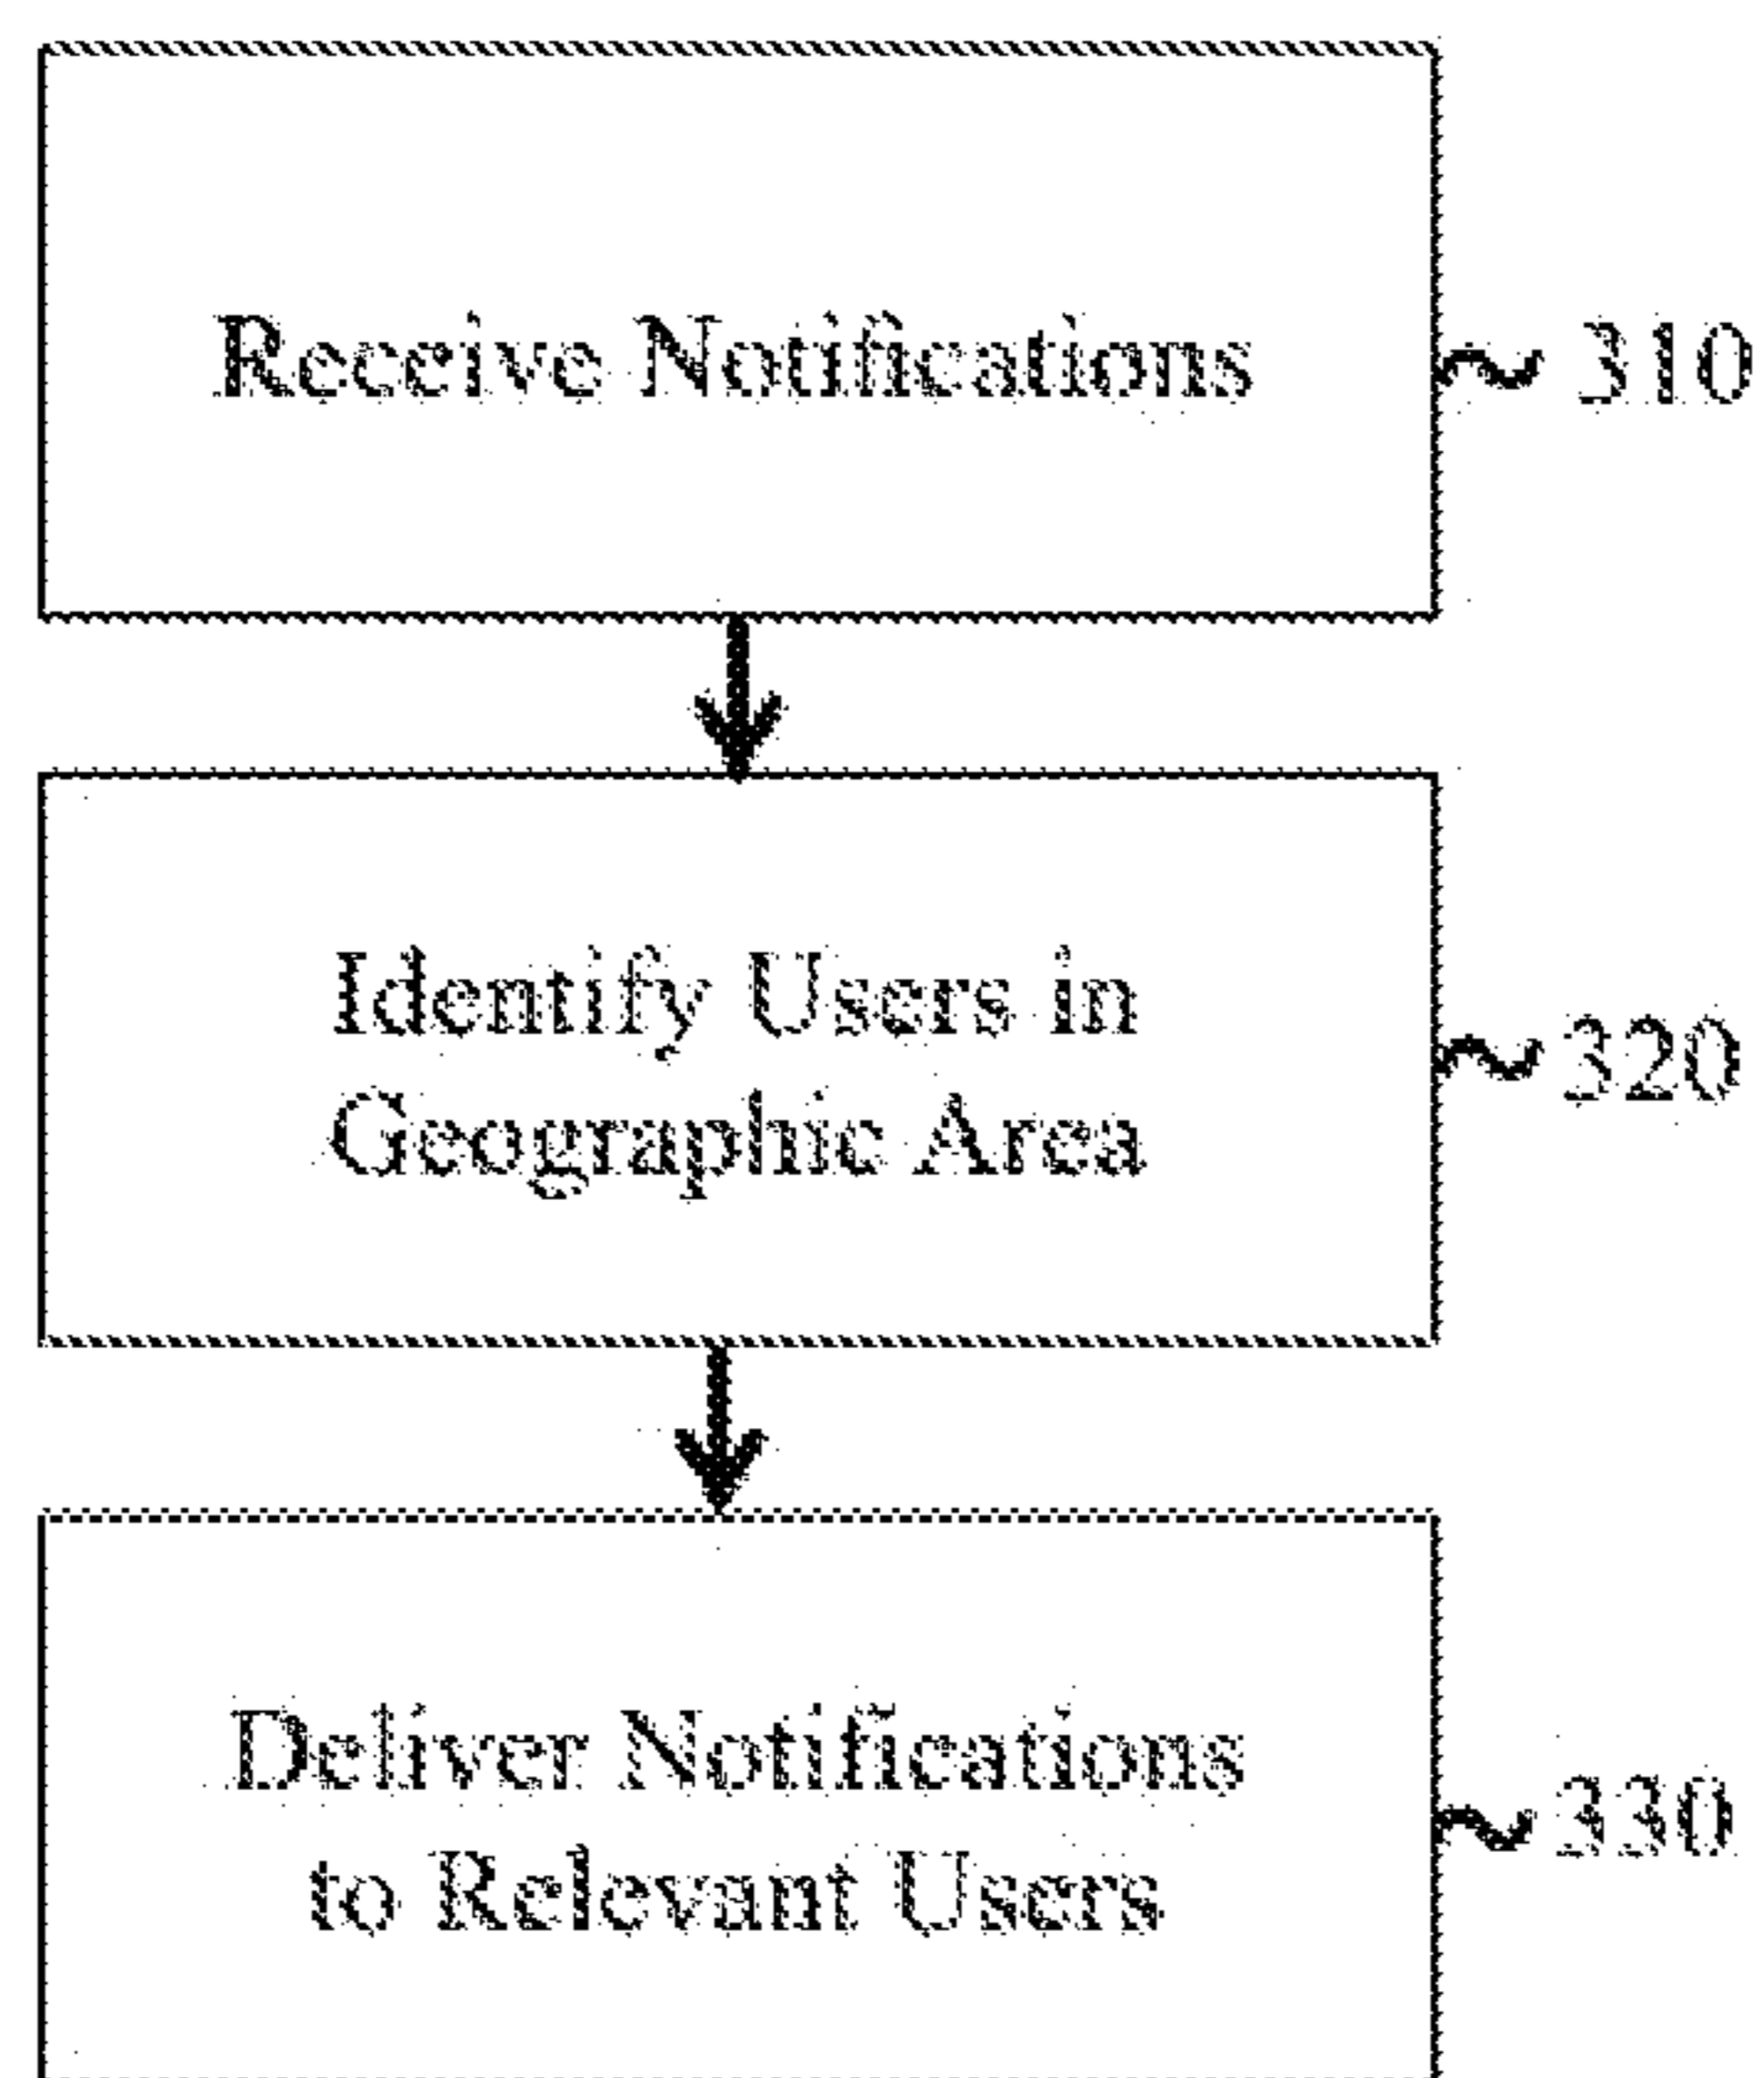 Receive Notifications
310
Identify Users in
Geographic Area
320
Deliver Notifications
to Relevant Users
330